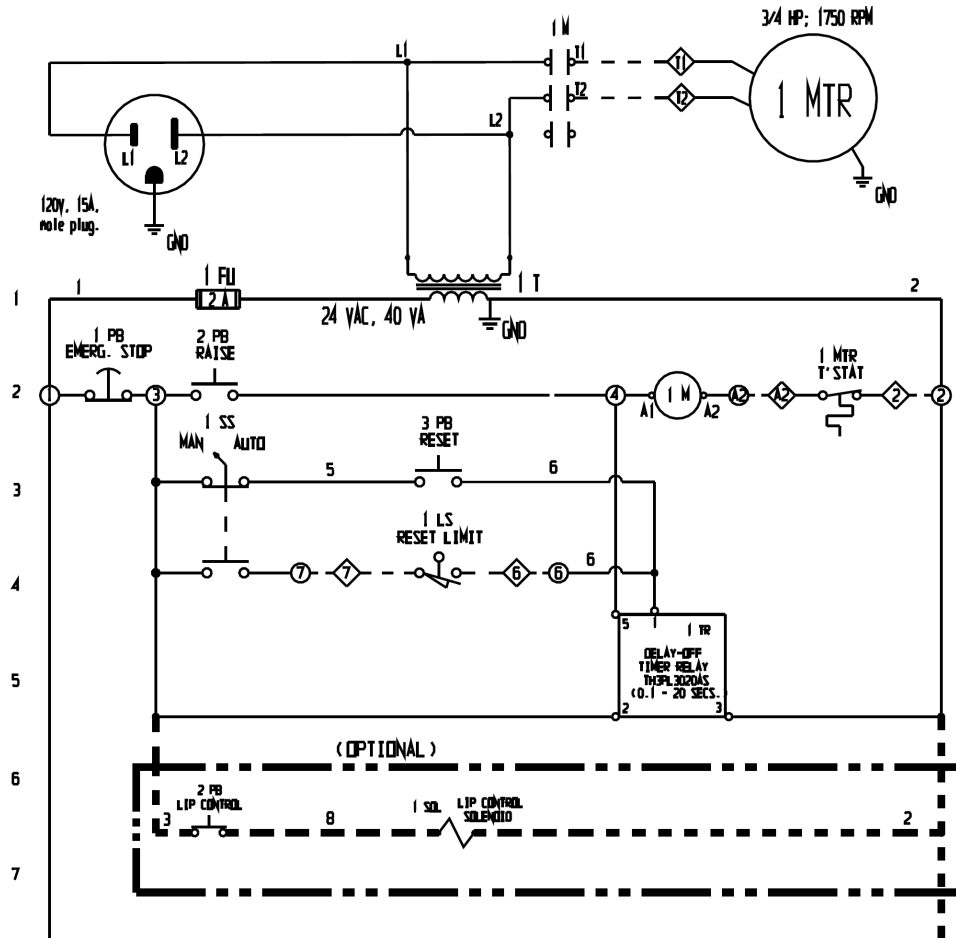 3/4 HP; 1750 RPM
1 M
L1
T1
T1
T2
T2
1 MTR
L2
L1
L2
120V, 15A,
male plug.
GND
GND
1 FU
1 T
1
1
2 A
2
24 VAC, 40 VA
GND
1 PB
EMERG. STOP
2 PB
RAISE
1 MTR
T'STAT
2
1
3
4
1 M
A1
A2
A2
A2
2
2
1 SS
MAN
AUTO
3 PB
RESET
3
5
6
1 LS
RESET LIMIT
4
7
7
6
6
6
5
1
1 TR
DELAY-OFF
TIMER RELAY
TH3PL3020AS
(0.1 - 20 SECS.)
5
2
3
(OPTIONAL)
6
2 PB
LIP CONTROL
3
8
1 SOL
LIP CONTROL
SOLENOID
2
7